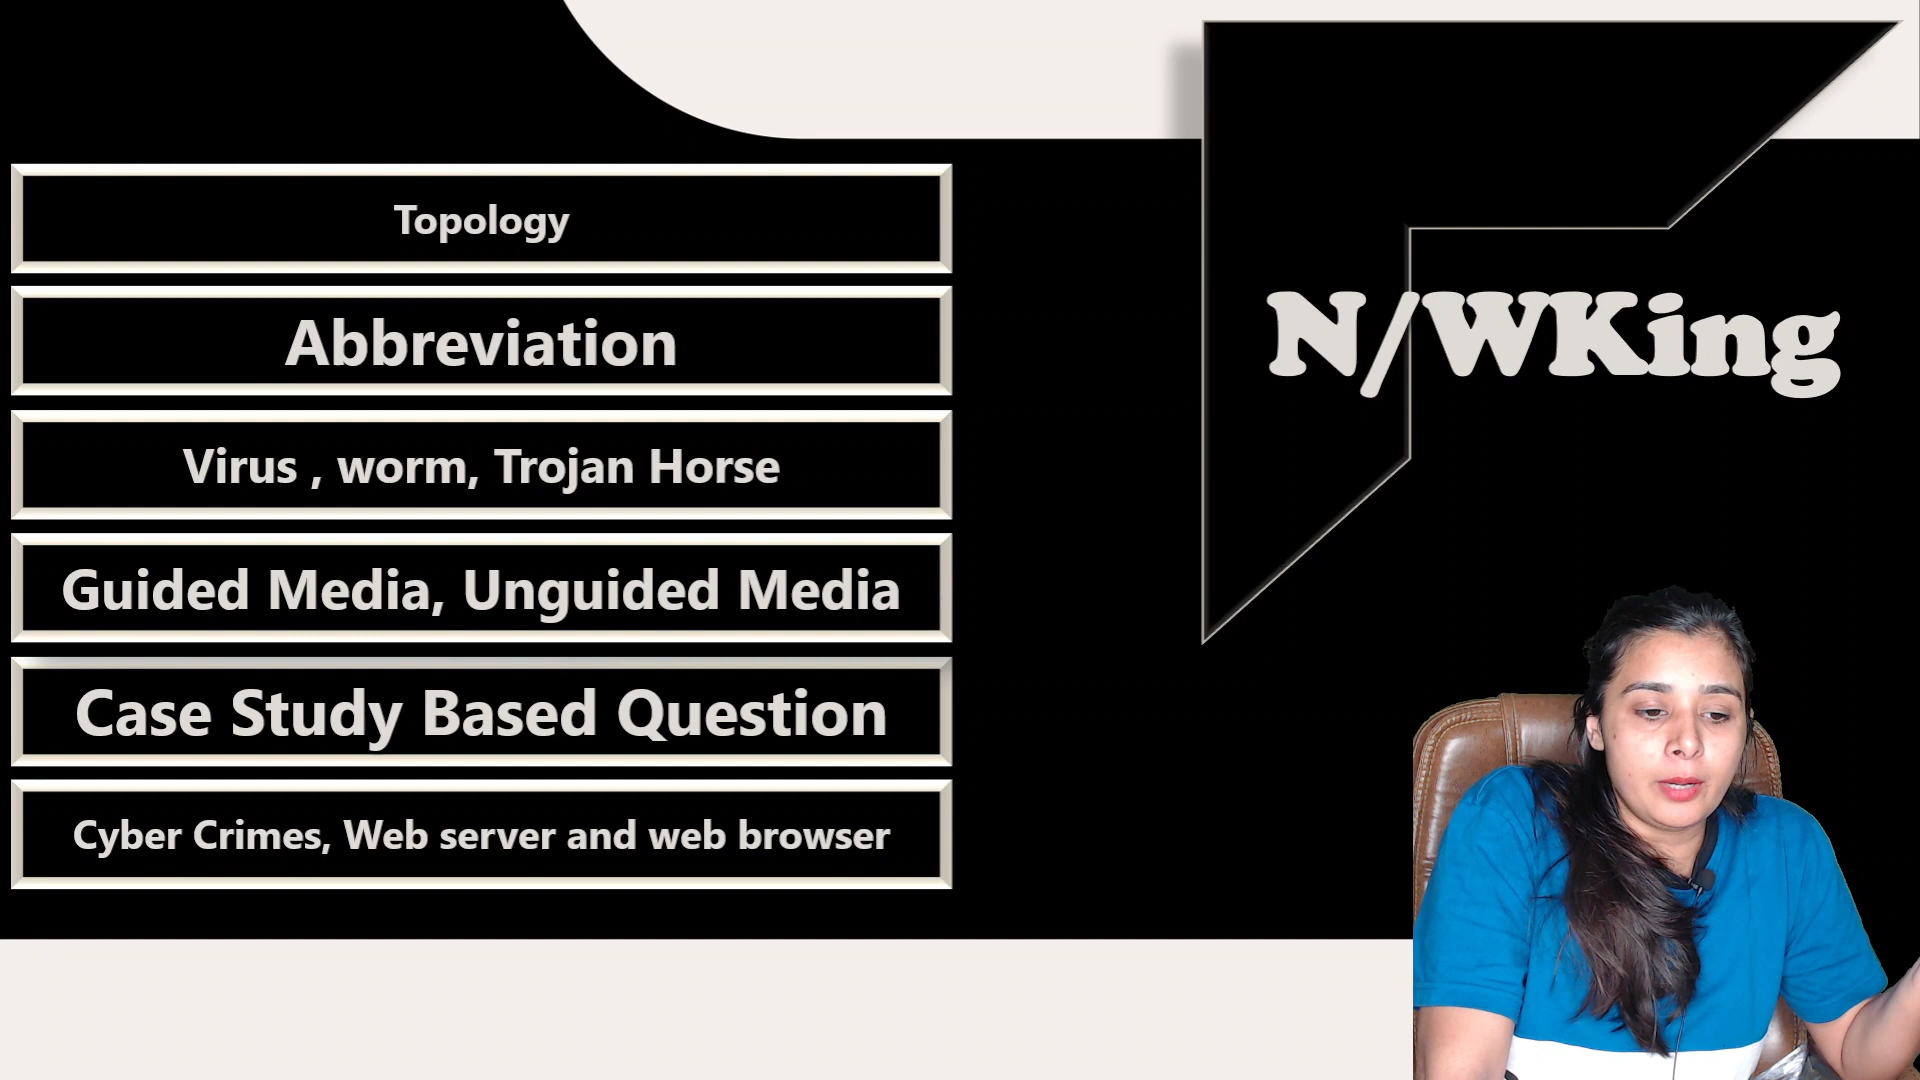 Topology
Abbreviation
Virus , worm, Trojan Horse
Guided Media, Unguided Media
Case Study Based Question
Cyber Crimes, Web server and web browser
N/WKing